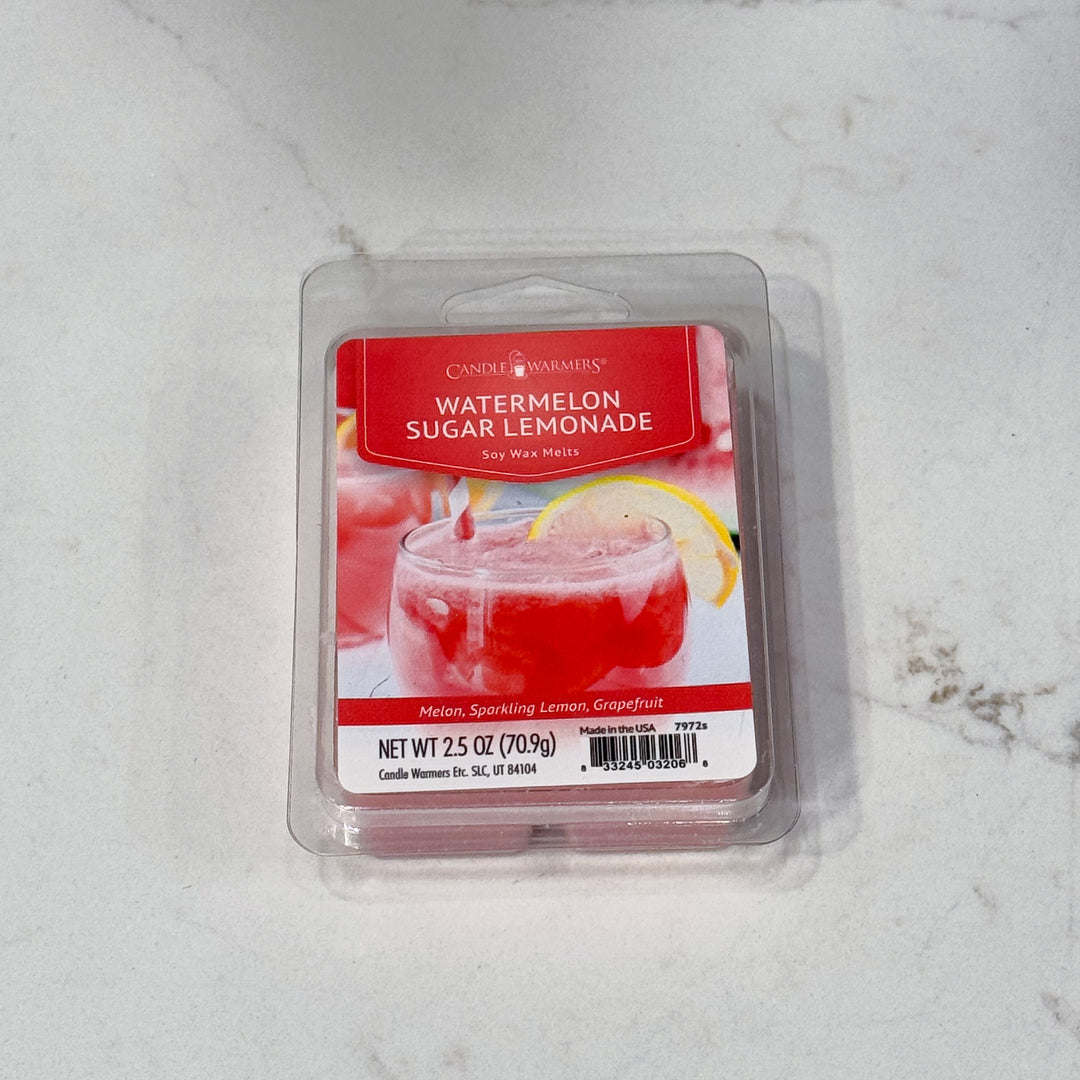 CANDLE WARMERS®
WATERMELON
SUGAR LEMONADE
Soy Wax Melts
Melon, Sparkling Lemon, Grapefruit
Made in the USA 7972s
NET WT 2.5 OZ (70.9g)
Candle Warmers Etc. SLC, UT 84104
8 33245 03206 8